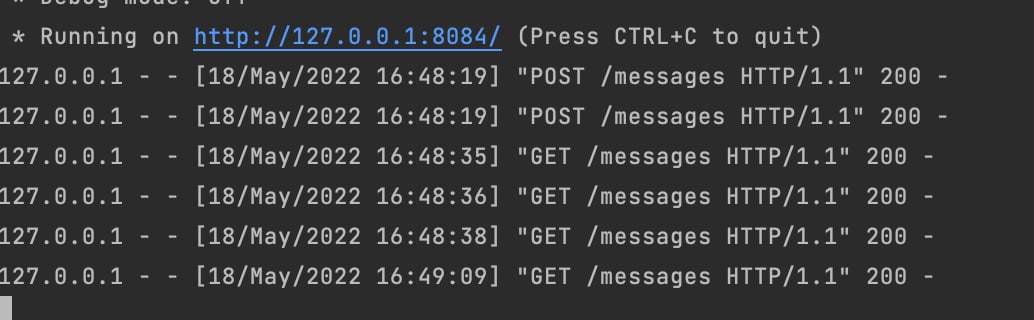 * Debug mode: off
* Running on http://127.0.0.1:8084/ (Press CTRL+C to quit)
127.0.0.1 - - [18/May/2022 16:48:19] "POST /messages HTTP/1.1" 200 -
127.0.0.1 - - [18/May/2022 16:48:19] "POST /messages HTTP/1.1" 200 -
127.0.0.1 - - [18/May/2022 16:48:35] "GET /messages HTTP/1.1" 200 -
127.0.0.1 - - [18/May/2022 16:48:36] "GET /messages HTTP/1.1" 200 -
127.0.0.1 - - [18/May/2022 16:48:38] "GET /messages HTTP/1.1" 200 -
127.0.0.1 - - [18/May/2022 16:49:09] "GET /messages HTTP/1.1" 200 -